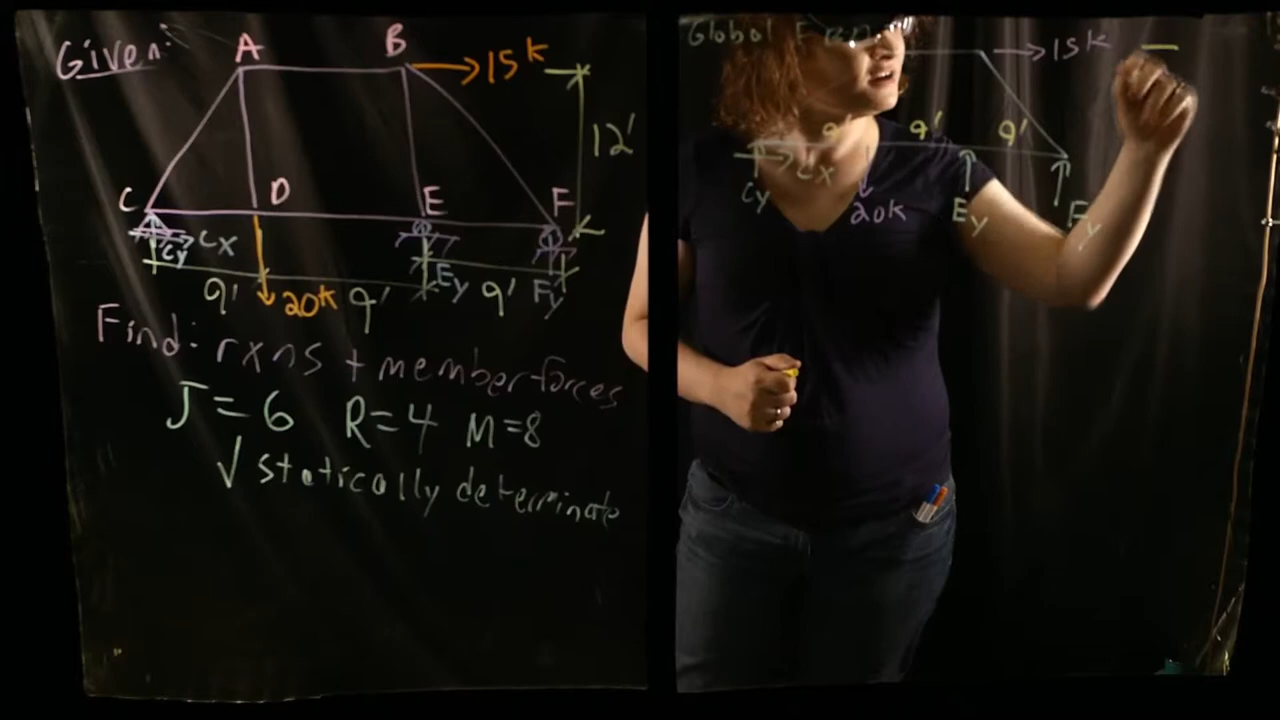 Given:
A B
→15k
12'
C D E F
Cx
Cy
Ey
Fy
9' 20k 9' 9'
Find: rxns + member forces
J=6 R=4 M=8
√ statically determinate
Global
→15k
9' 9' 9'
Cx
Cy 20k Ey Fy